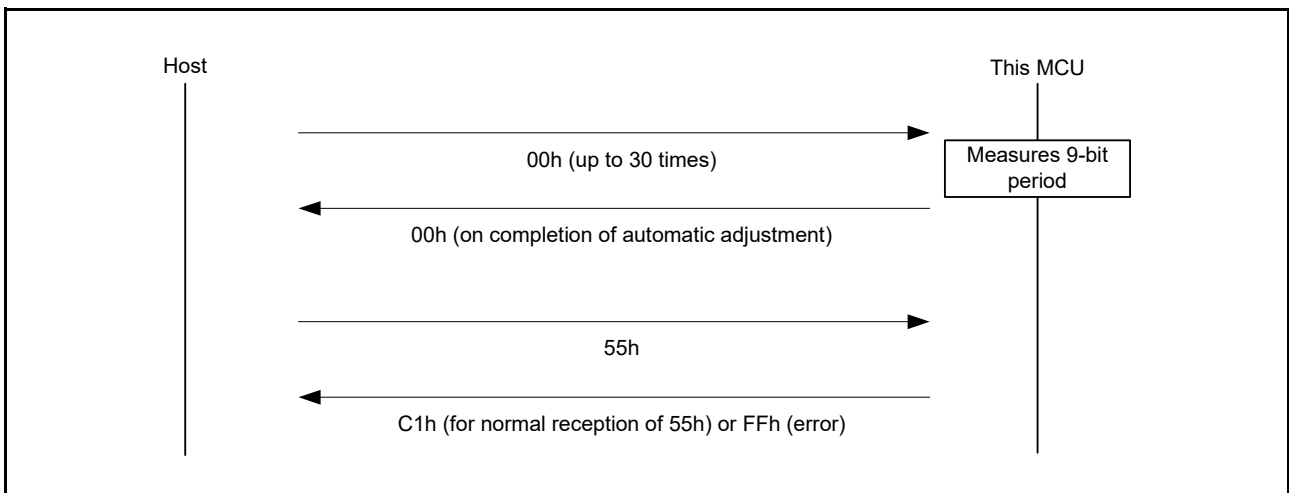 Host
This MCU
00h (up to 30 times)
Measures 9-bit
period
00h (on completion of automatic adjustment)
55h
C1h (for normal reception of 55h) or FFh (error)